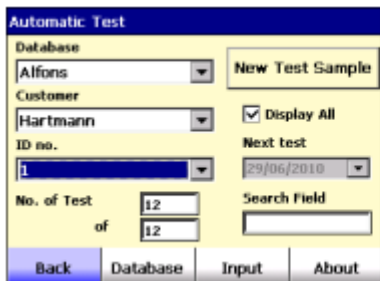 Automatic Test
Database
Alfons
New Test Sample
Customer
Hartmann
Display All
ID no.
Next test
1
29/06/2010
No. of Test
12
Search Field
of
12
Back
Database
Input
About